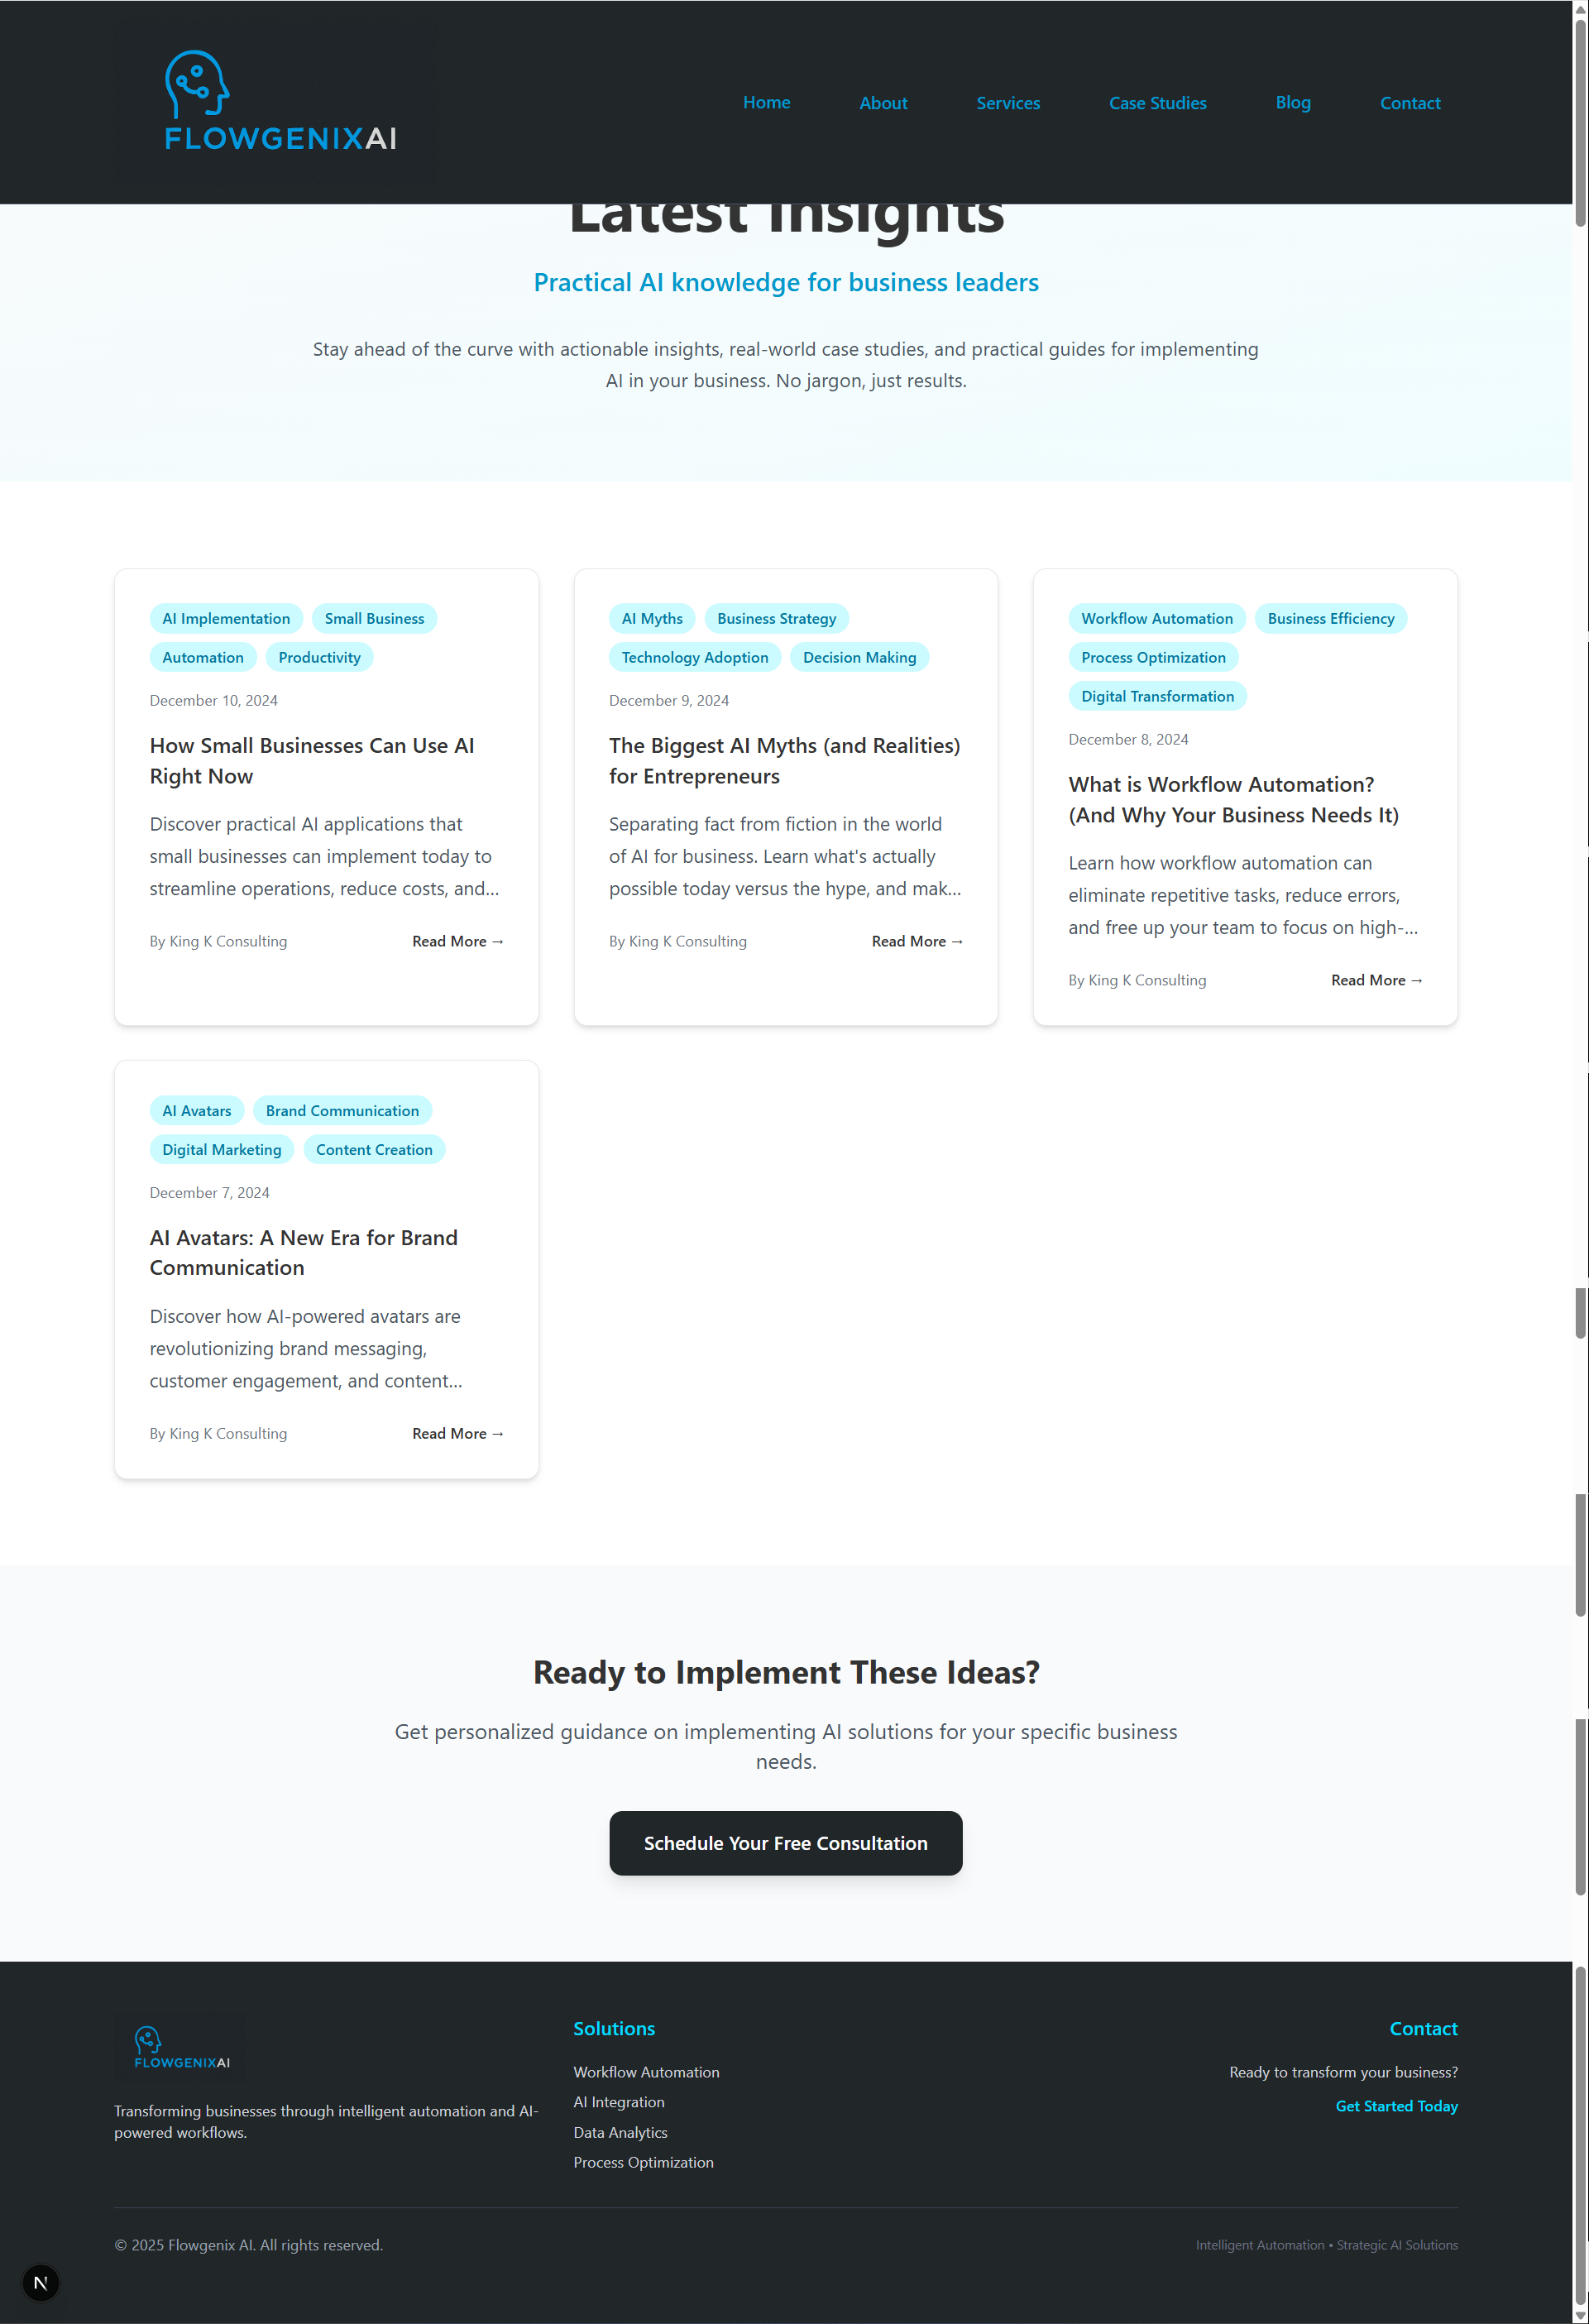 FLOWGENIXAI
Home About Services Case Studies Blog Contact
Latest Insights
Practical AI knowledge for business leaders
Stay ahead of the curve with actionable insights, real-world case studies, and practical guides for implementing
AI in your business. No jargon, just results.
AI Implementation Small Business
Automation Productivity
December 10, 2024
How Small Businesses Can Use AI
Right Now
Discover practical AI applications that
small businesses can implement today to
streamline operations, reduce costs, and...
By King K Consulting Read More →
AI Myths Business Strategy
Technology Adoption Decision Making
December 9, 2024
The Biggest AI Myths (and Realities)
for Entrepreneurs
Separating fact from fiction in the world
of AI for business. Learn what's actually
possible today versus the hype, and mak...
By King K Consulting Read More →
Workflow Automation Business Efficiency
Process Optimization
Digital Transformation
December 8, 2024
What is Workflow Automation?
(And Why Your Business Needs It)
Learn how workflow automation can
eliminate repetitive tasks, reduce errors,
and free up your team to focus on high-...
By King K Consulting Read More →
AI Avatars Brand Communication
Digital Marketing Content Creation
December 7, 2024
AI Avatars: A New Era for Brand
Communication
Discover how AI-powered avatars are
revolutionizing brand messaging,
customer engagement, and content...
By King K Consulting Read More →
Ready to Implement These Ideas?
Get personalized guidance on implementing AI solutions for your specific business
needs.
Schedule Your Free Consultation
FLOWGENIXAI
Transforming businesses through intelligent automation and AI-
powered workflows.
Solutions
Workflow Automation
AI Integration
Data Analytics
Process Optimization
Contact
Ready to transform your business?
Get Started Today
© 2025 Flowgenix AI. All rights reserved.
Intelligent Automation • Strategic AI Solutions
N